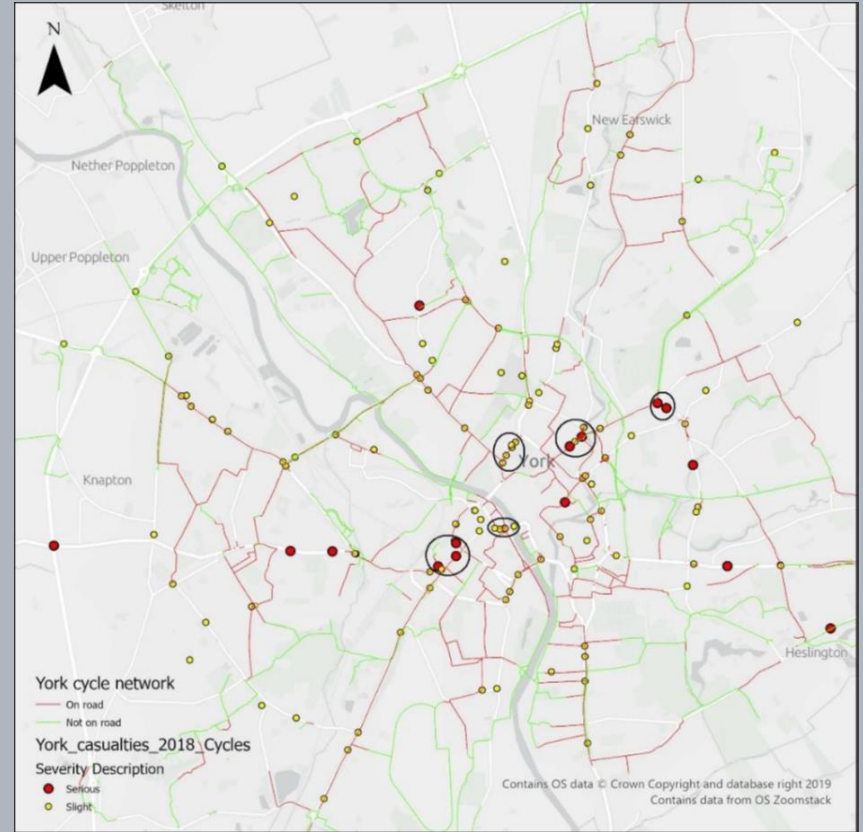 Skelton
N
New Earswick
Nether Poppleton
Upper Poppleton
York
Knapton
Heslington
York cycle network
On road
Not on road
York_casualties_2018_Cycles
Severity Description
Serious
Slight
Contains OS data © Crown Copyright and database right 2019
Contains data from OS Zoomstack